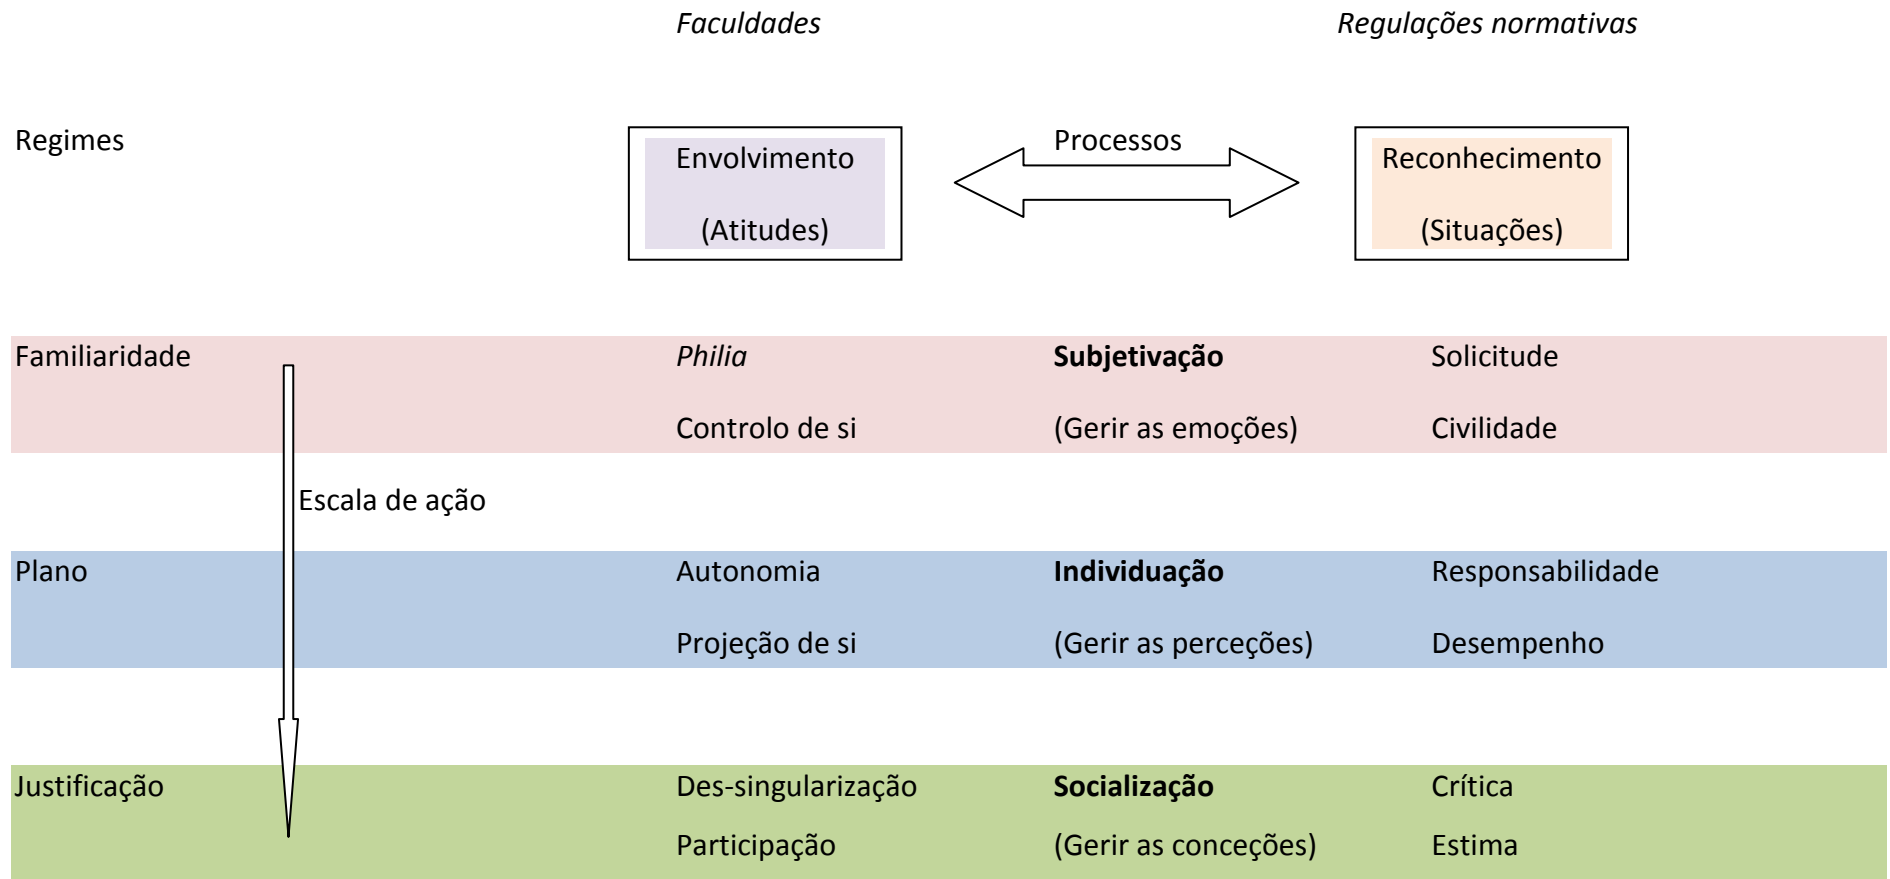 Faculdades Regulações normativas
Regimes
Processos
Envolvimento Reconhecimento
(Atitudes) (Situações)
Familiaridade Philia Subjetivação Solicitude
Controlo de si (Gerir as emoções) Civilidade
Escala de ação
Plano Autonomia Individuação Responsabilidade
Projeção de si (Gerir as perceções) Desempenho
Justificação Des-singularização Socialização Crítica
Participação (Gerir as conceções) Estima